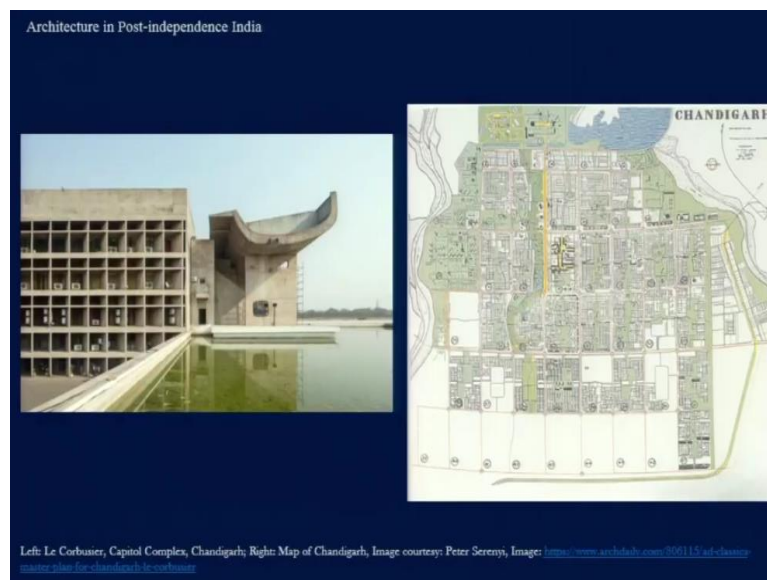 Architecture in Post-independence India
CHANDIGARH
Left: Le Corbusier, Capitol Complex, Chandigarh; Right: Map of Chandigarh, Image courtesy: Peter Serenyi, Image: https://www.archdaily.com/806115/ad-classics-
master-plan-for-chandigarh-le-corbusier